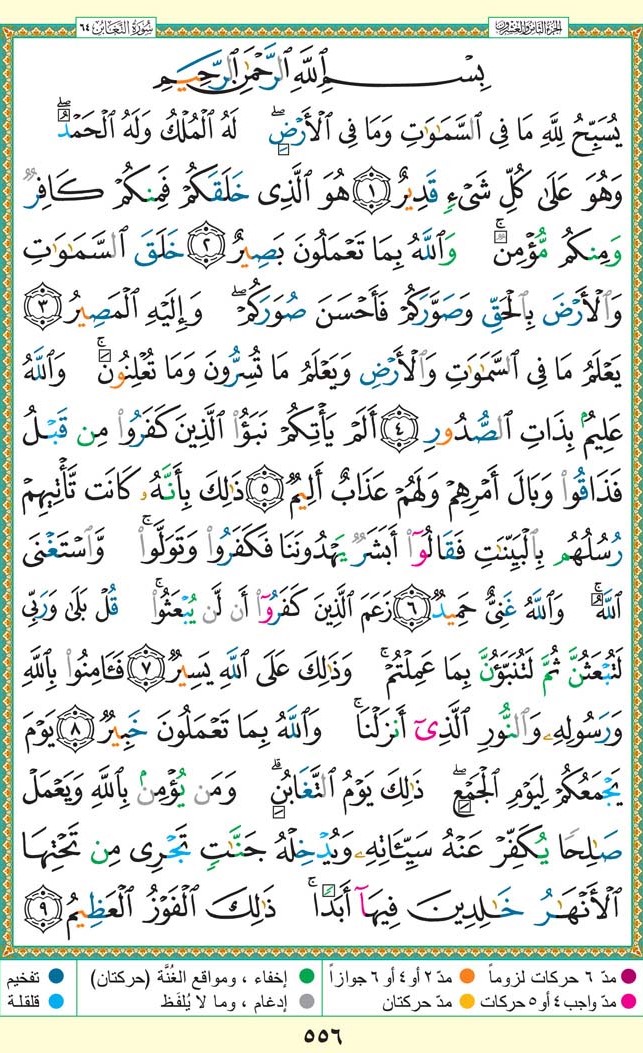 الجزء الثامن والعشرون
سُورَةُ التَّغَابُنِ ٦٤
بِسْمِ ٱللَّهِ ٱلرَّحْمَٰنِ ٱلرَّحِيمِ
يُسَبِّحُ لِلَّهِ مَا فِى ٱلسَّمَٰوَٰتِ وَمَا فِى ٱلْأَرْضِۖ لَهُ ٱلْمُلْكُ وَلَهُ ٱلْحَمْدُۖ
وَهُوَ عَلَىٰ كُلِّ شَىْءٍ قَدِيرٌ ١ هُوَ ٱلَّذِى خَلَقَكُمْ فَمِنكُمْ كَافِرٌ
وَمِنكُم مُّؤْمِنٌۚ وَٱللَّهُ بِمَا تَعْمَلُونَ بَصِيرٌ ٢ خَلَقَ ٱلسَّمَٰوَٰتِ
وَٱلْأَرْضَ بِٱلْحَقِّ وَصَوَّرَكُمْ فَأَحْسَنَ صُوَرَكُمْۖ وَإِلَيْهِ ٱلْمَصِيرُ ٣
يَعْلَمُ مَا فِى ٱلسَّمَٰوَٰتِ وَٱلْأَرْضِ وَيَعْلَمُ مَا تُسِرُّونَ وَمَا تُعْلِنُونَۚ وَٱللَّهُ
عَلِيمٌۢ بِذَاتِ ٱلصُّدُورِ ٤ أَلَمْ يَأْتِكُمْ نَبَؤُا۟ ٱلَّذِينَ كَفَرُوا۟ مِن قَبْلُ
فَذَاقُوا۟ وَبَالَ أَمْرِهِمْ وَلَهُمْ عَذَابٌ أَلِيمٌ ٥ ذَٰلِكَ بِأَنَّهُۥ كَانَت تَّأْتِيهِمْ
رُسُلُهُم بِٱلْبَيِّنَٰتِ فَقَالُوٓا۟ أَبَشَرٌ يَهْدُونَنَا فَكَفَرُوا۟ وَتَوَلَّوا۟ۚ وَّٱسْتَغْنَى
ٱللَّهُۚ وَٱللَّهُ غَنِىٌّ حَمِيدٌ ٦ زَعَمَ ٱلَّذِينَ كَفَرُوٓا۟ أَن لَّن يُبْعَثُوا۟ۚ قُلْ بَلَىٰ وَرَبِّى
لَتُبْعَثُنَّ ثُمَّ لَتُنَبَّؤُنَّ بِمَا عَمِلْتُمْۚ وَذَٰلِكَ عَلَى ٱللَّهِ يَسِيرٌ ٧ فَـَٔامِنُوا۟ بِٱللَّهِ
وَرَسُولِهِۦ وَٱلنُّورِ ٱلَّذِىٓ أَنزَلْنَاۚ وَٱللَّهُ بِمَا تَعْمَلُونَ خَبِيرٌ ٨ يَوْمَ
يَجْمَعُكُمْ لِيَوْمِ ٱلْجَمْعِۖ ذَٰلِكَ يَوْمُ ٱلتَّغَابُنِۗ وَمَن يُؤْمِنۢ بِٱللَّهِ وَيَعْمَلْ
صَٰلِحًا يُكَفِّرْ عَنْهُ سَيِّـَٔاتِهِۦ وَيُدْخِلْهُ جَنَّٰتٍ تَجْرِى مِن تَحْتِهَا
ٱلْأَنْهَٰرُ خَٰلِدِينَ فِيهَآ أَبَدًاۚ ذَٰلِكَ ٱلْفَوْزُ ٱلْعَظِيمُ ٩
مدّ ٦ حركات لزوماً مدّ ٢ أو ٤ أو ٦ جوازاً إخفاء ، ومواقع الغُنَّة (حركتان) تفخيم
مدّ واجب ٤ أو ٥ حركات مدّ حركتان إدغام ، وما لا يُلفَظ قلقلة
٥٥٦